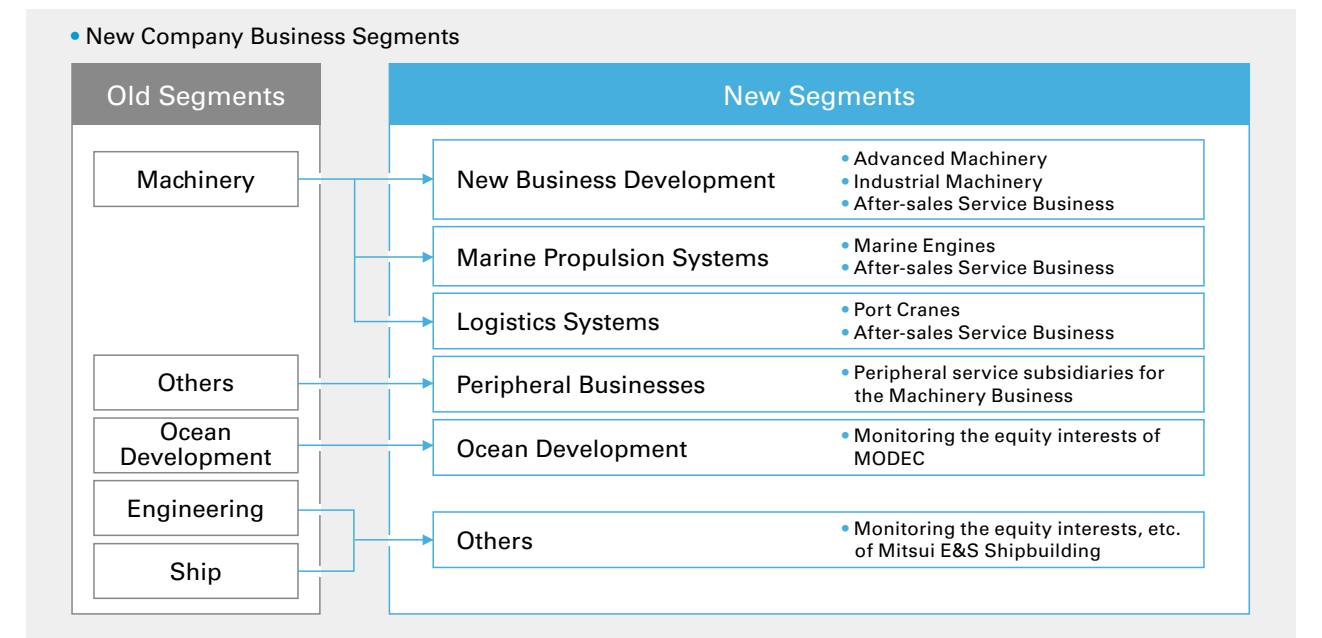 • New Company Business Segments
Old Segments
New Segments
Machinery
New Business Development
• Advanced Machinery
• Industrial Machinery
• After-sales Service Business
Marine Propulsion Systems
• Marine Engines
• After-sales Service Business
Logistics Systems
• Port Cranes
• After-sales Service Business
Others
Peripheral Businesses
• Peripheral service subsidiaries for
the Machinery Business
Ocean
Development
Ocean Development
• Monitoring the equity interests of
MODEC
Engineering
Ship
Others
• Monitoring the equity interests, etc.
of Mitsui E&S Shipbuilding